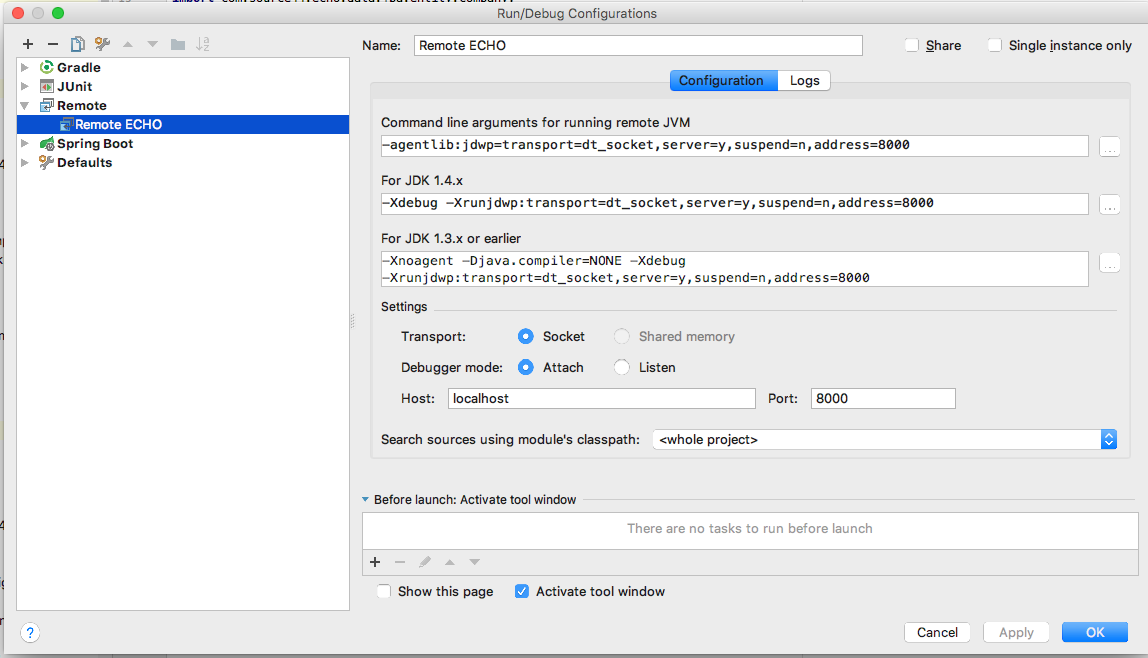 Run/Debug Configurations
Gradle
JUnit
Remote
Remote ECHO
Spring Boot
Defaults
Name: Remote ECHO
Share
Single instance only
Configuration
Logs
Command line arguments for running remote JVM
-agentlib:jdwp=transport=dt_socket,server=y,suspend=n,address=8000
...
For JDK 1.4.x
-Xdebug -Xrunjdwp:transport=dt_socket,server=y,suspend=n,address=8000
...
For JDK 1.3.x or earlier
-Xnoagent -Djava.compiler=NONE -Xdebug
-Xrunjdwp:transport=dt_socket,server=y,suspend=n,address=8000
...
Settings
Transport: Socket Shared memory
Debugger mode: Attach Listen
Host: localhost Port: 8000
Search sources using module's classpath: <whole project>
Before launch: Activate tool window
There are no tasks to run before launch
Show this page
Activate tool window
?
Cancel
Apply
OK